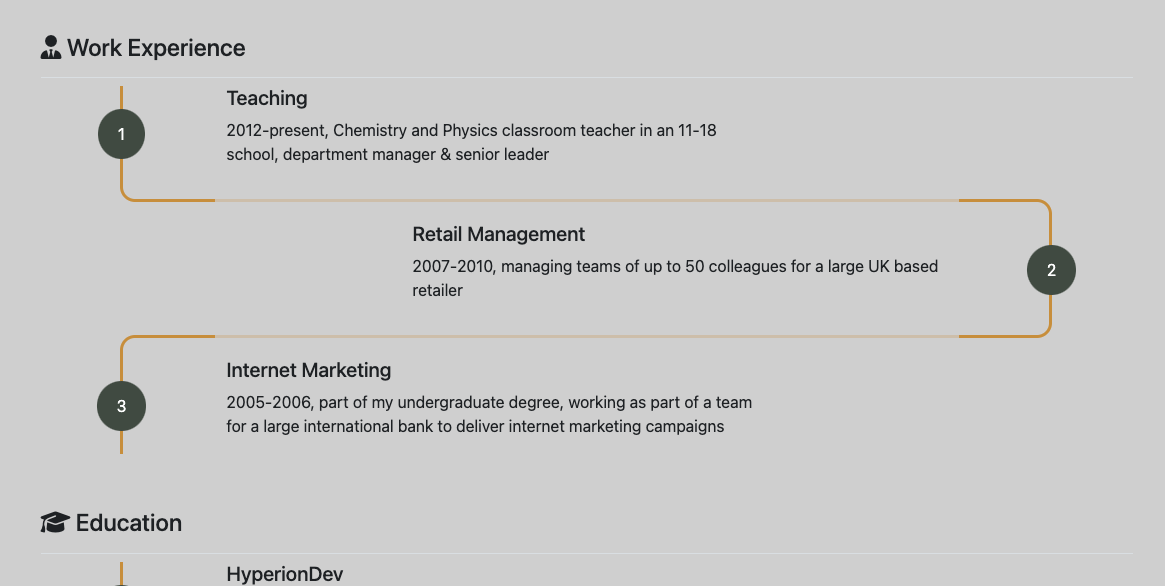 Work Experience
Teaching
1
2012-present, Chemistry and Physics classroom teacher in an 11-18
school, department manager & senior leader
Retail Management
2007-2010, managing teams of up to 50 colleagues for a large UK based
2
retailer
Internet Marketing
2005-2006, part of my undergraduate degree, working as part of a team
3
for a large international bank to deliver internet marketing campaigns
Education
HyperionDev